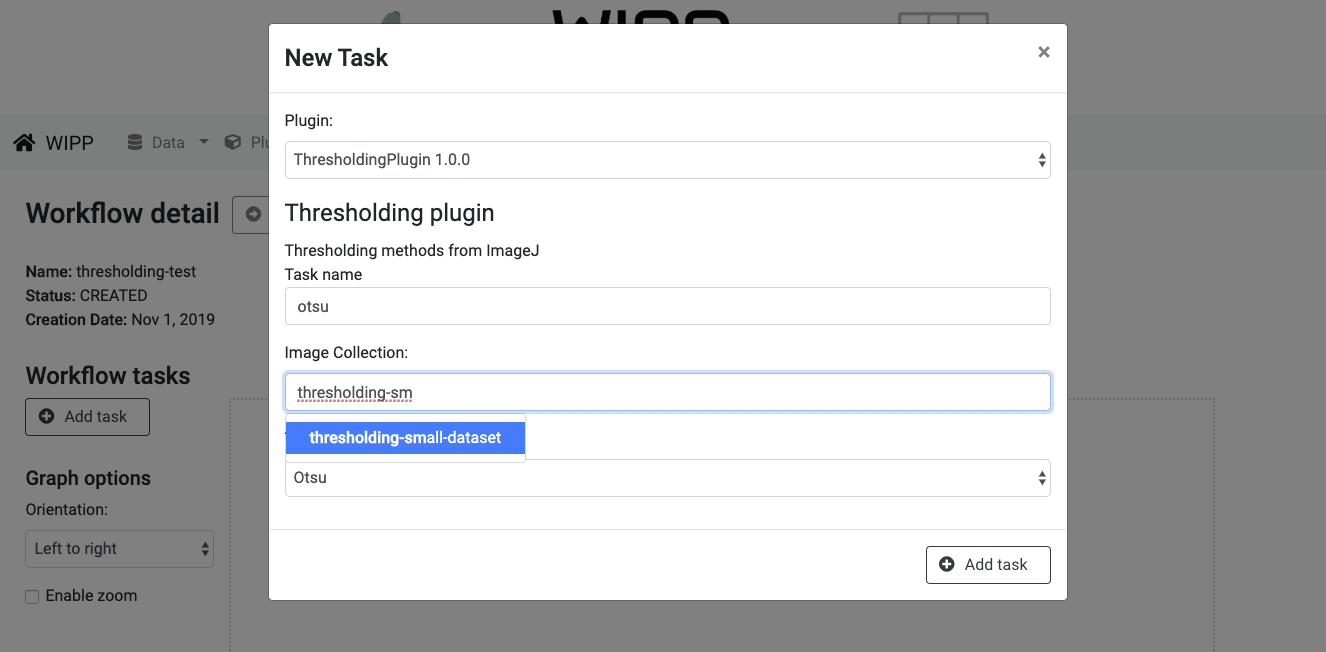 WIPP
New Task
×
Plugin:
WIPP
Data
Plu
ThresholdingPlugin 1.0.0
Workflow detail
Thresholding plugin
Thresholding methods from ImageJ
Task name
Name: thresholding-test
Status: CREATED
Creation Date: Nov 1, 2019
otsu
Image Collection:
Workflow tasks
Add task
thresholding-sm
thresholding-small-dataset
Otsu
Graph options
Orientation:
Left to right
Enable zoom
Add task